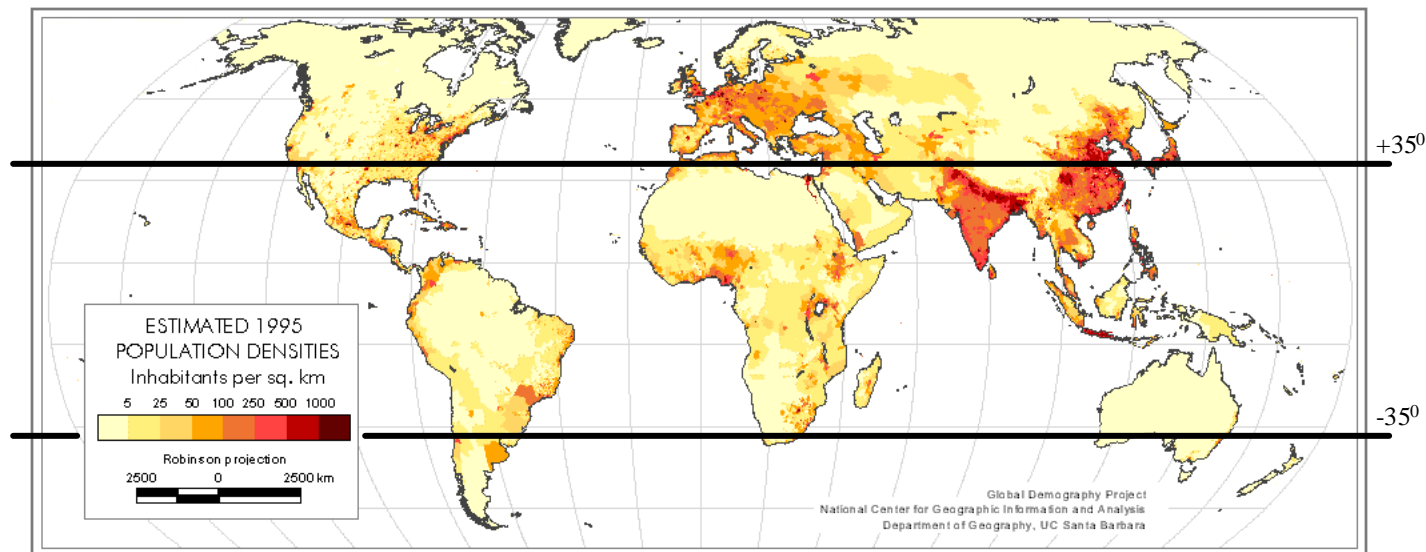 +35⁰
ESTIMATED 1995
POPULATION DENSITIES
Inhabitants per sq. km
5 25 50 100 250 500 1000
Robinson projection
2500 0 2500 km
-35⁰
Global Demography Project
National Center for Geographic Information and Analysis
Department of Geography, UC Santa Barbara